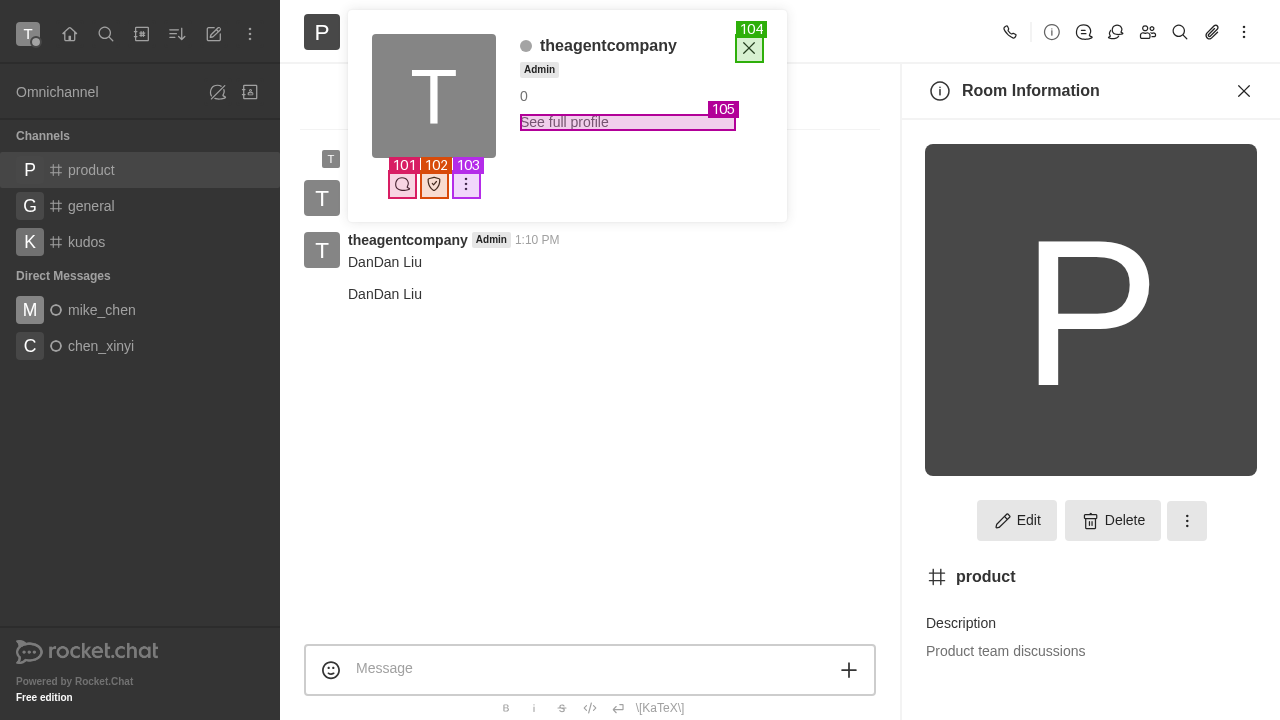 T
Omnichannel
Channels
P product
G general
K kudos
Direct Messages
M mike_chen
C chen_xinyi
rocket.chat
Powered by Rocket.Chat
Free edition
P
T
theagentcompany
Admin
0
See full profile
101
102
103
104
105
T
T
T theagentcompany Admin 1:10 PM
DanDan Liu
DanDan Liu
Message
B i S \[KaTeX\]
Room Information
P
Edit Delete
product
Description
Product team discussions